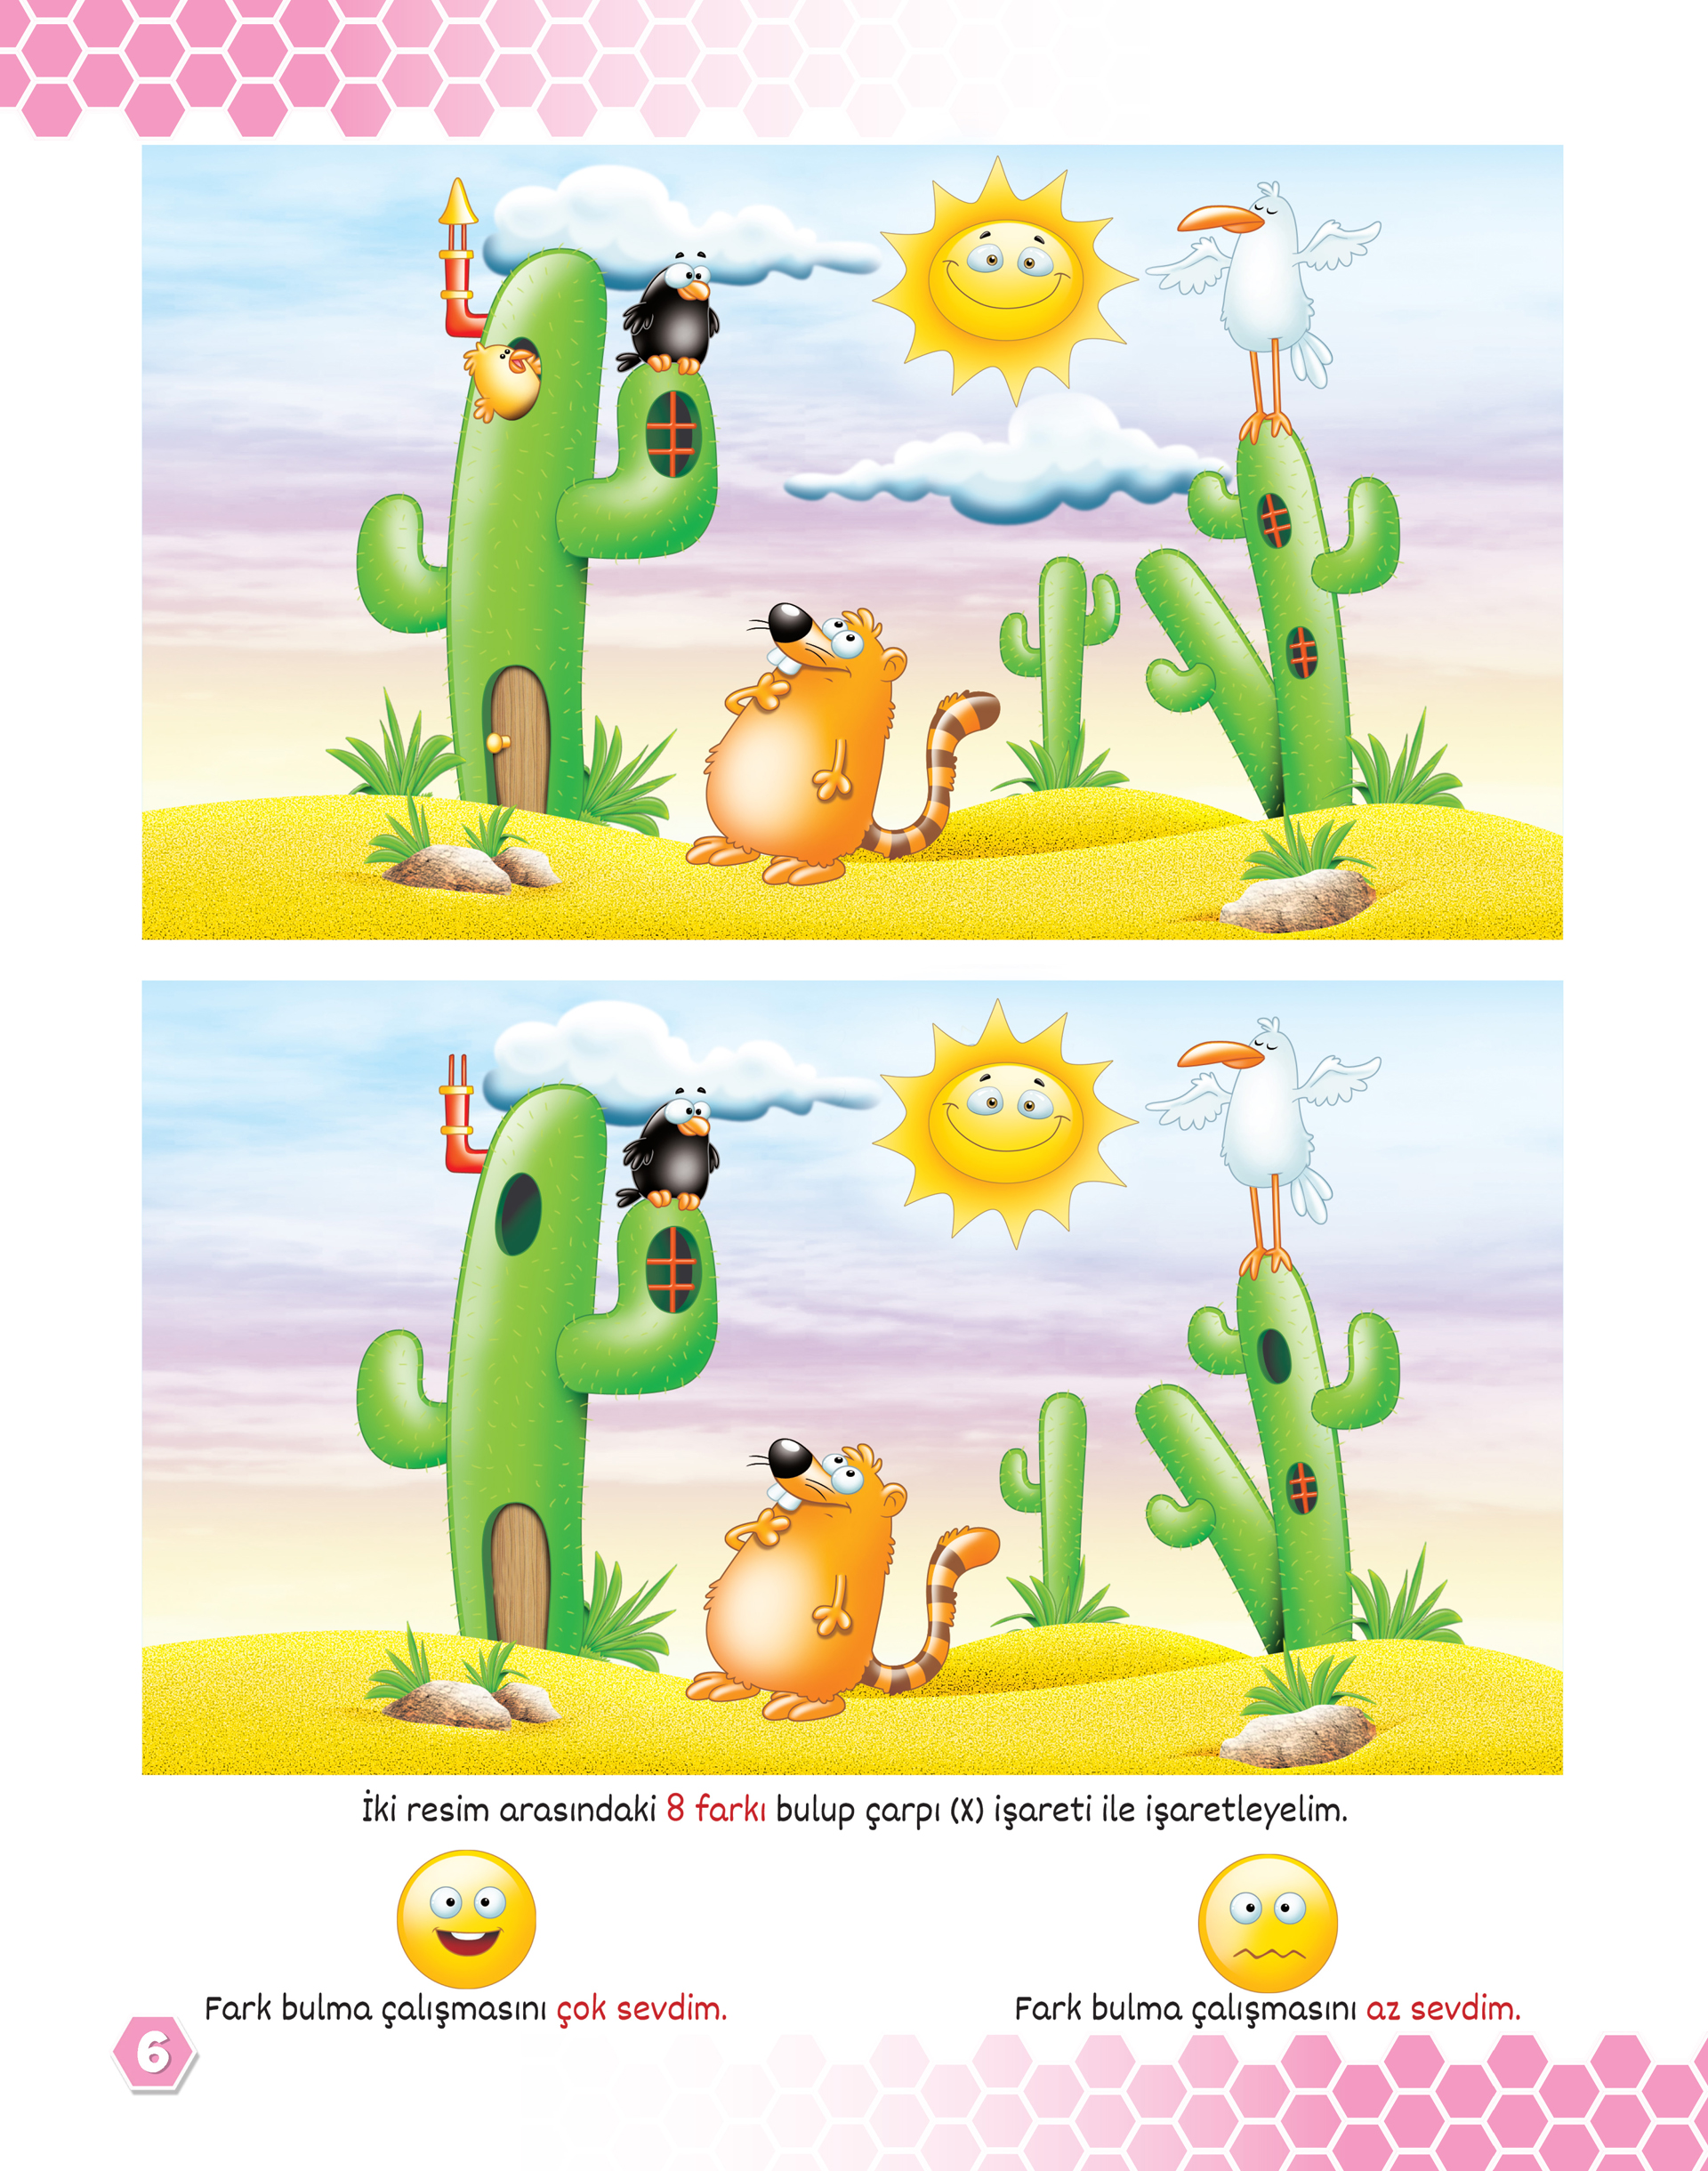 İki resim arasındaki 8 farkı bulup çarpı (X) işareti ile işaretleyelim.
Fark bulma çalışmasını çok sevdim.
Fark bulma çalışmasını az sevdim.
6